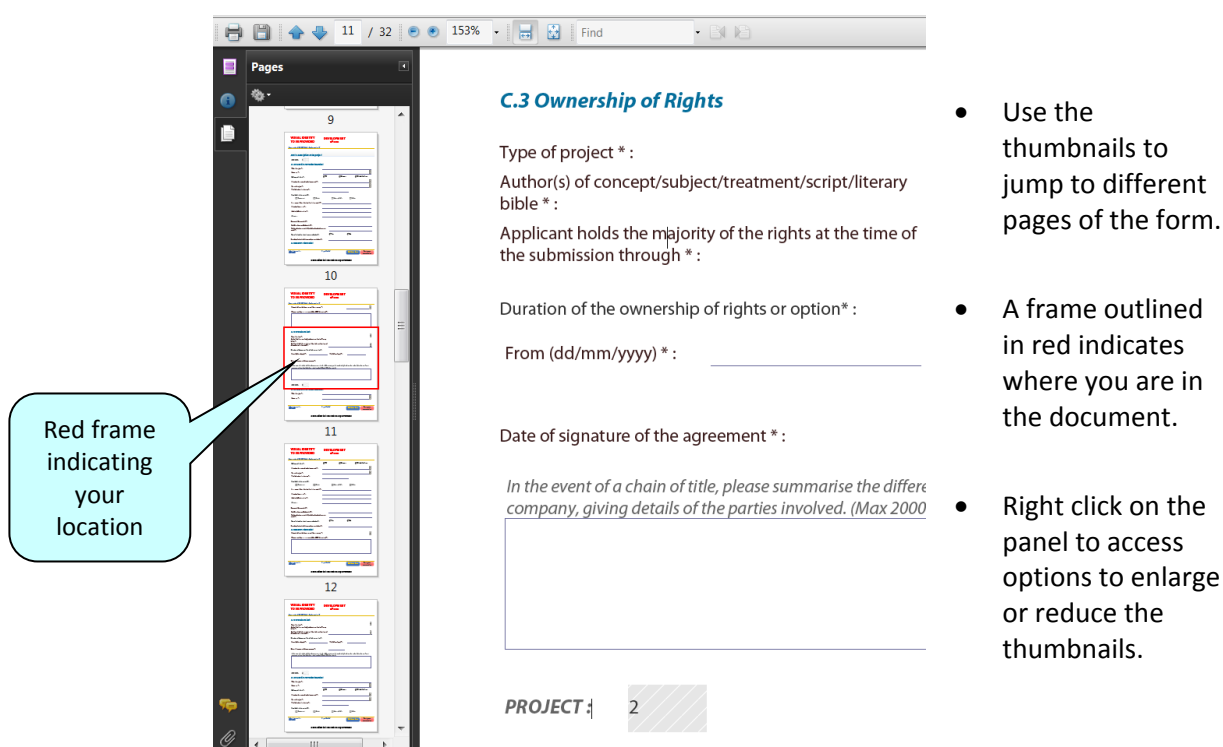 11 / 32
153%
Find
Pages
9
10
11
12
Red frame
indicating
your
location
C.3 Ownership of Rights
Type of project * :
Author(s) of concept/subject/treatment/script/literary
bible * :
Applicant holds the majority of the rights at the time of
the submission through * :
Duration of the ownership of rights or option* :
From (dd/mm/yyyy) * :
Date of signature of the agreement * :
In the event of a chain of title, please summarise the differe
company, giving details of the parties involved. (Max 2000
PROJECT :
2
● Use the
thumbnails to
jump to different
pages of the form.
● A frame outlined
in red indicates
where you are in
the document.
● Right click on the
panel to access
options to enlarge
or reduce the
thumbnails.